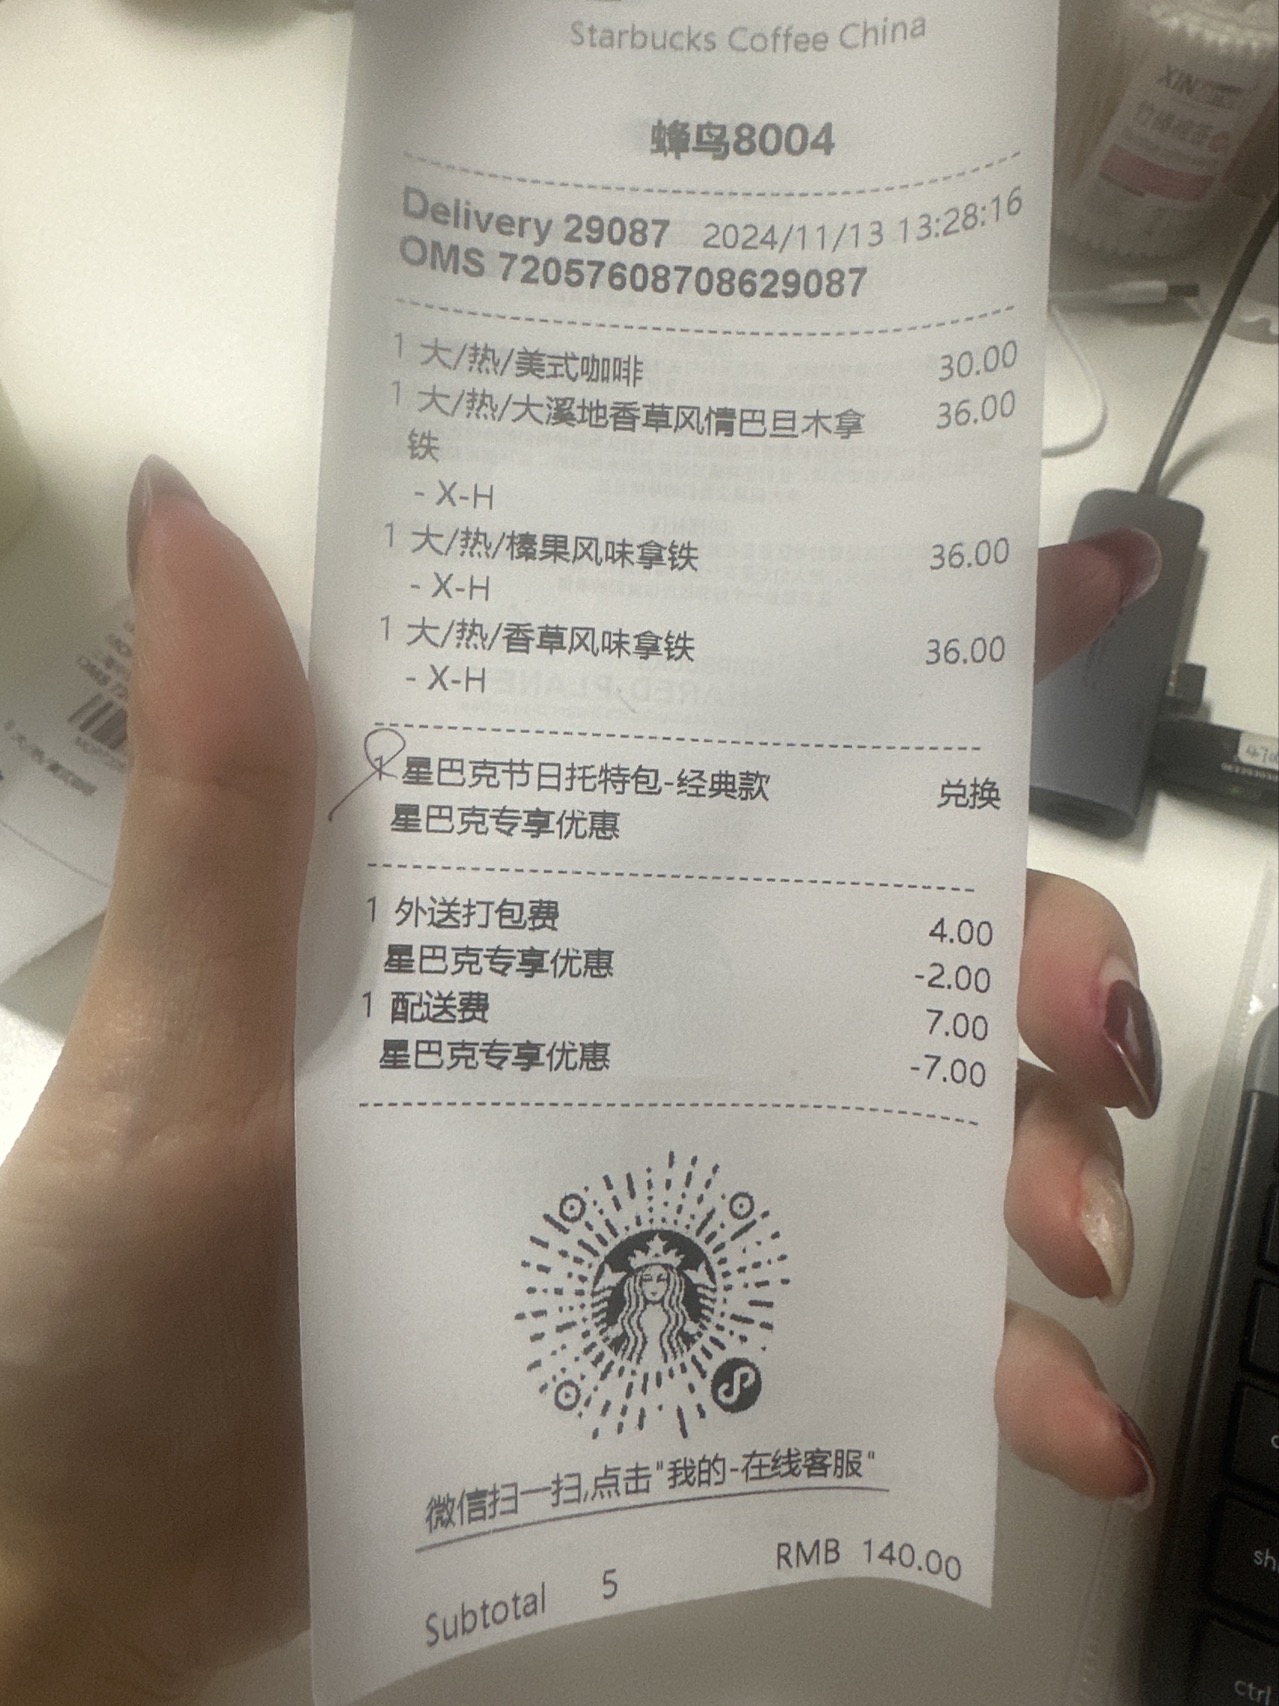 Starbucks Coffee China
蜂鸟8004
Delivery 29087 2024/11/13 13:28:16
OMS 72057608708629087
1 大/热/美式咖啡 30.00
1 大/热/大溪地香草风情巴旦木拿 36.00
铁
- X-H
1 大/热/榛果风味拿铁 36.00
- X-H
1 大/热/香草风味拿铁 36.00
- X-H
1 星巴克节日托特包-经典款 兑换
星巴克专享优惠
1 外送打包费 4.00
星巴克专享优惠 -2.00
1 配送费 7.00
星巴克专享优惠 -7.00
微信扫一扫,点击"我的-在线客服"
Subtotal 5 RMB 140.00
XIN
ctrl